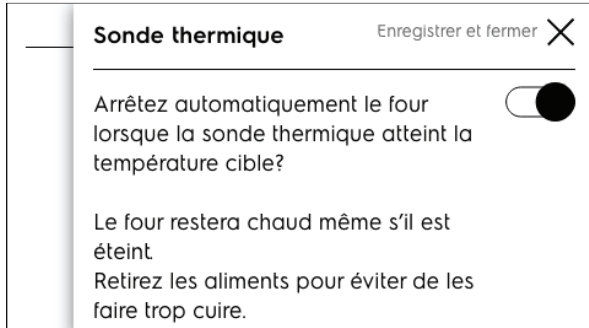 Sonde thermique
Enregistrer et fermer
Arrêtez automatiquement le four
lorsque la sonde thermique atteint la
température cible?
Le four restera chaud même s'il est
éteint.
Retirez les aliments pour éviter de les
faire trop cuire.